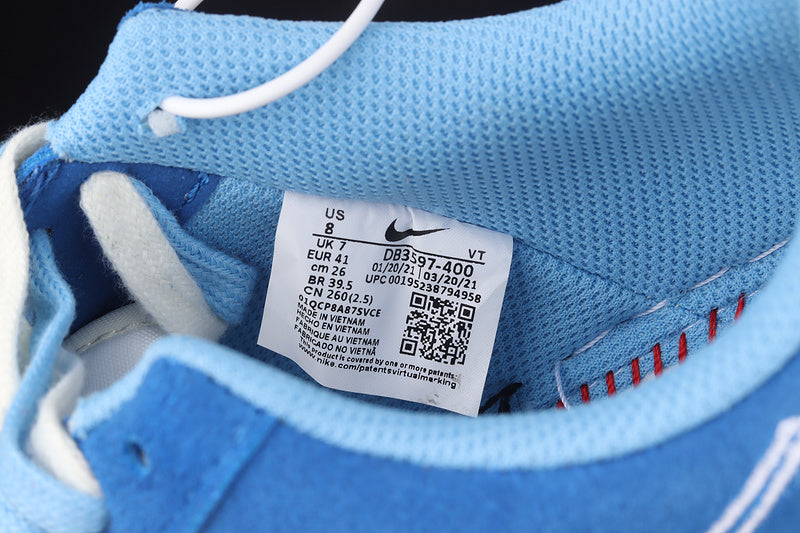 US
8
UK 7
EUR 41
cm 26
BR 39.5
CN 260(2.5)
01QCP8A875VCE
MADE IN VIETNAM
HECHO EN VIETNAM
FABRIQUE AU VIETNAM
FABRICADO NO VIETNÃ
This product is covered by one or more patents.
www.nike.com/patentsvirtualmarking
VT
DB3597-400
01/20/21 03/20/21
UPC 00195238794958